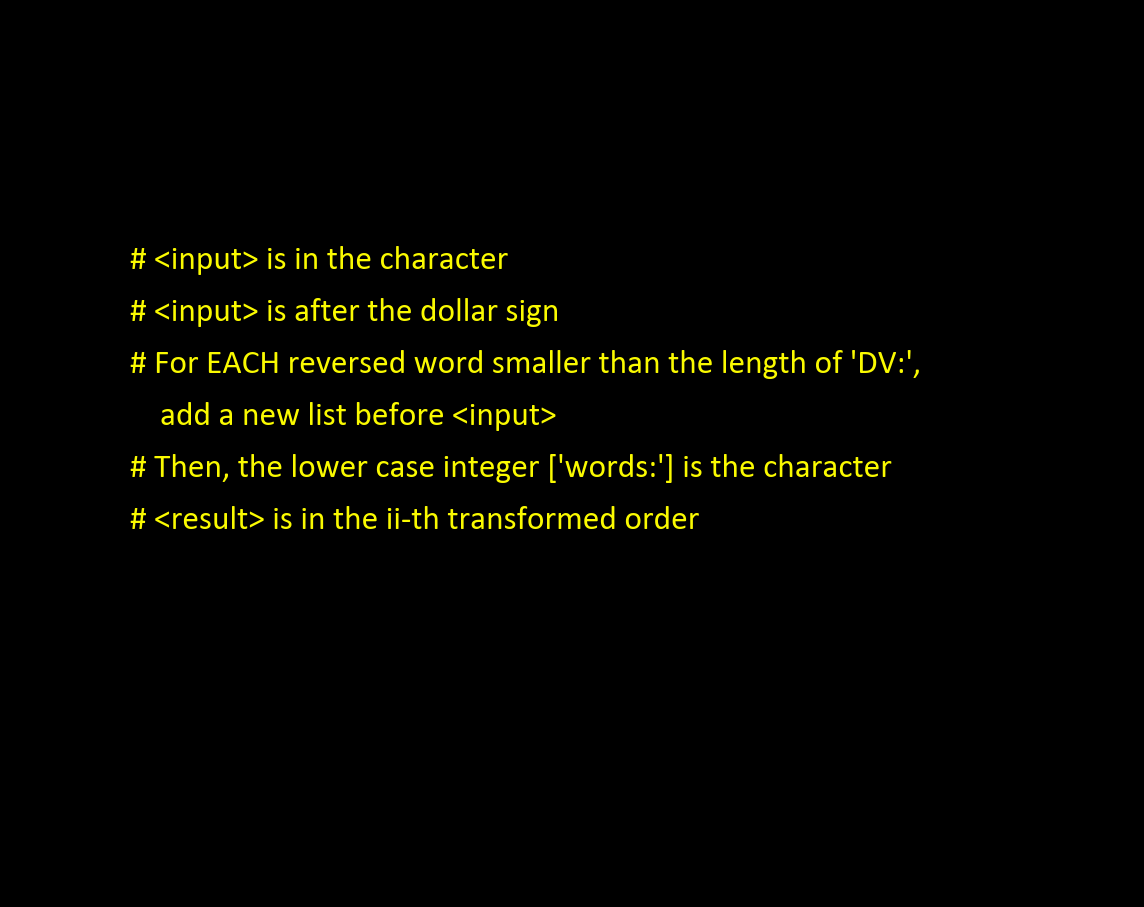 # <input> is in the character
# <input> is after the dollar sign
# For EACH reversed word smaller than the length of 'DV:',
add a new list before <input>
# Then, the lower case integer ['words:'] is the character
# <result> is in the ii-th transformed order